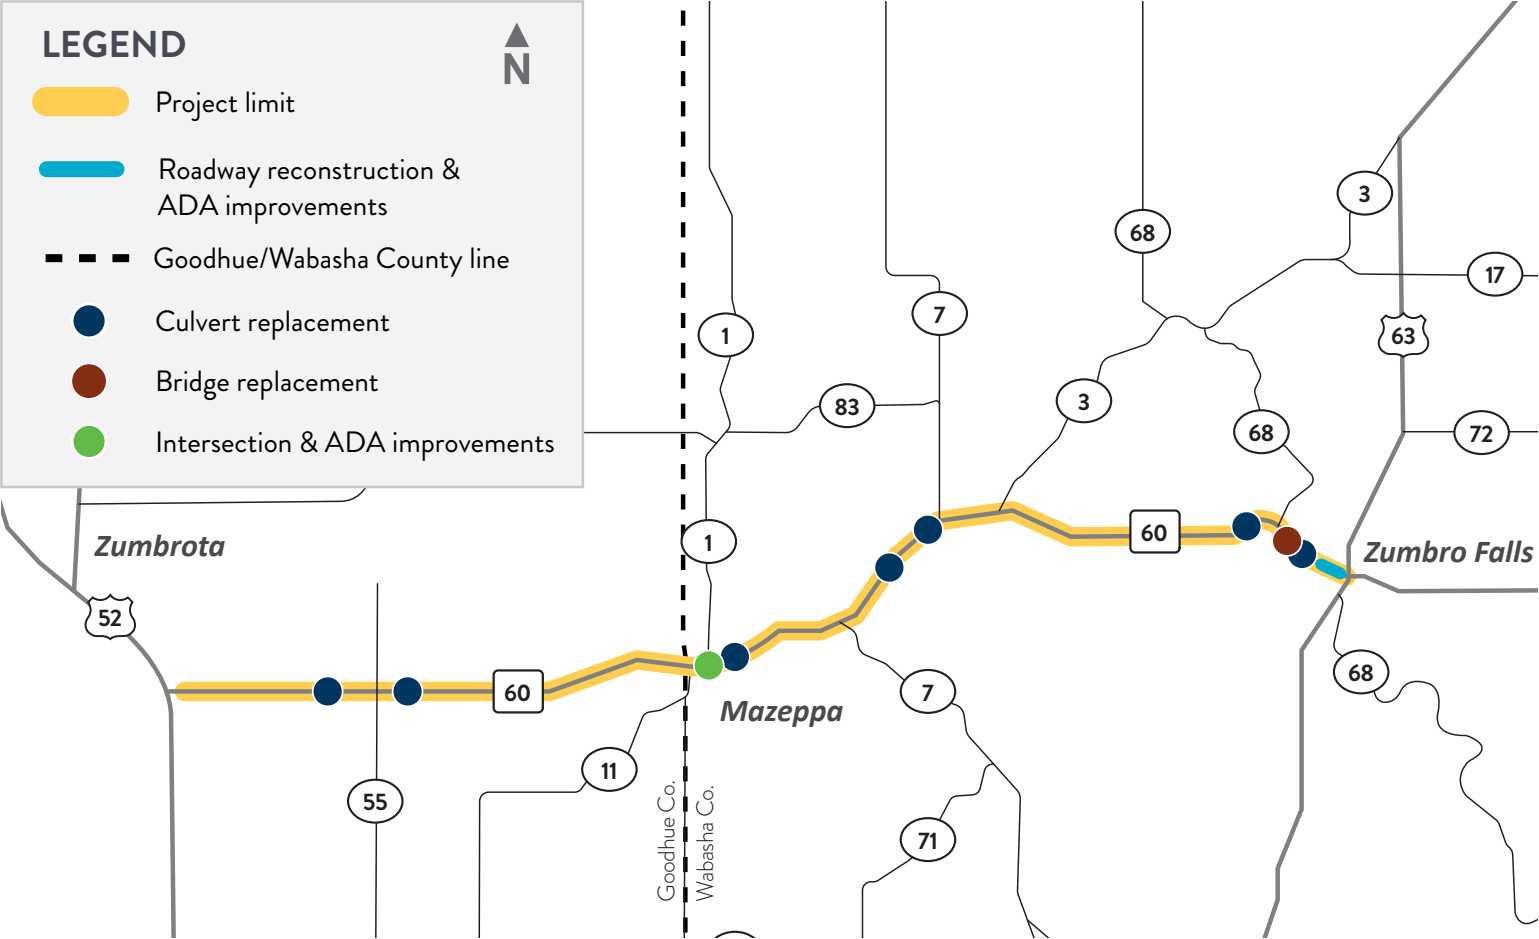 LEGEND
N
Project limit
Roadway reconstruction &
ADA improvements
Goodhue/Wabasha County line
Culvert replacement
Bridge replacement
Intersection & ADA improvements
3
68
17
7
1
63
83
3
68
72
1
60
Zumbrota
Zumbro Falls
52
60
7
68
Mazeppa
11
55
Goodhue Co.
Wabasha Co.
71